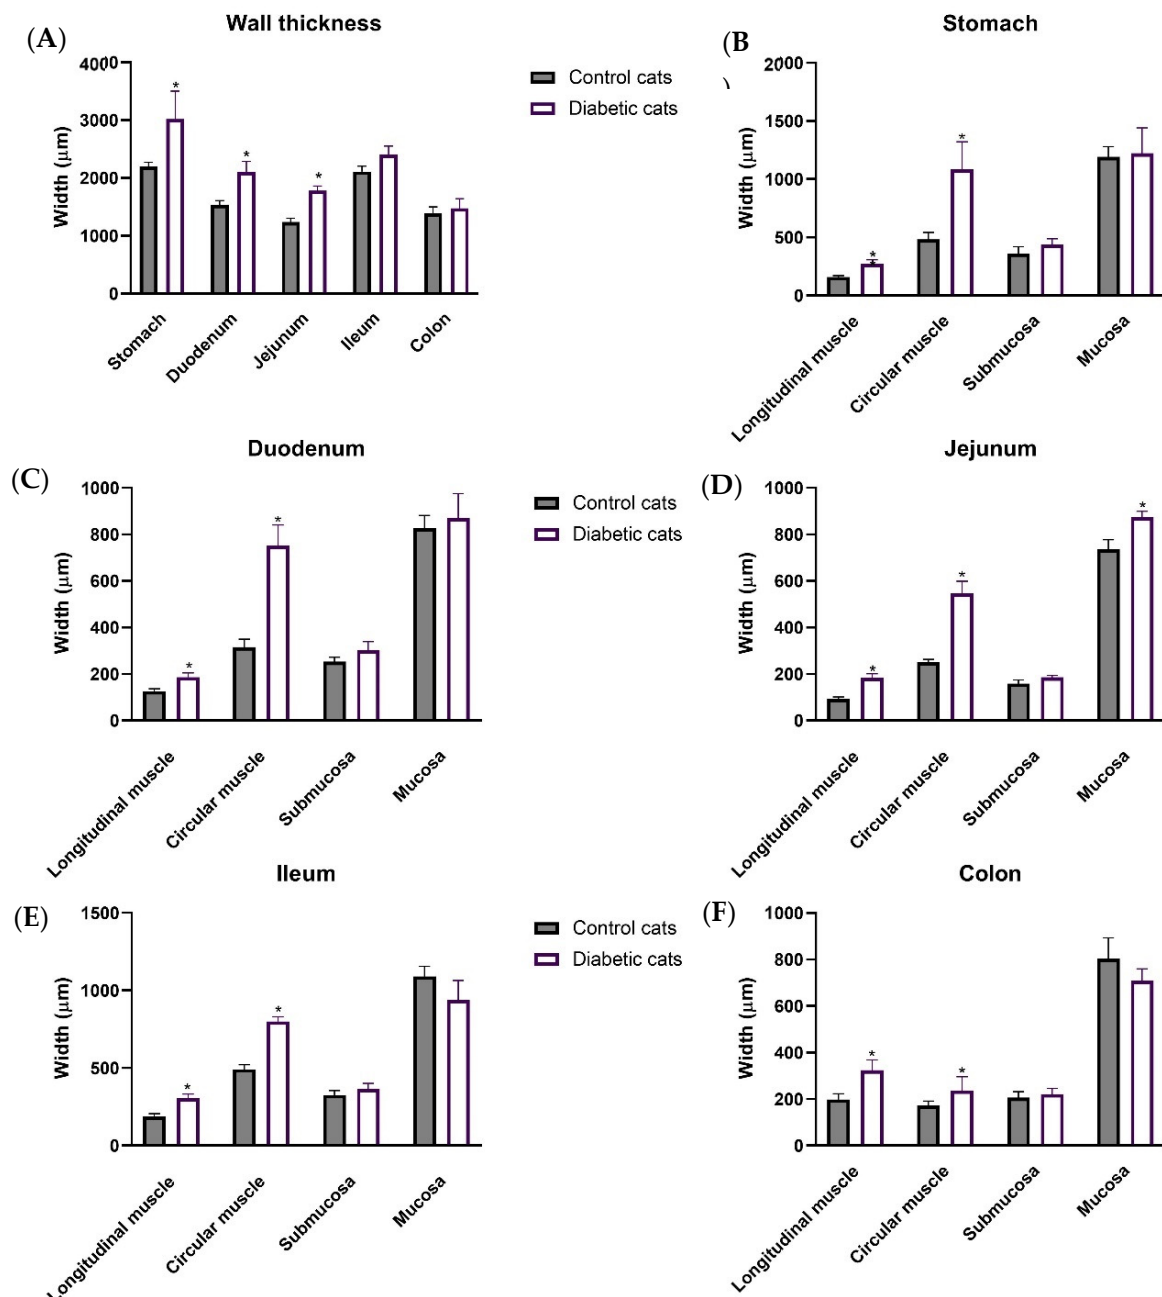 (A)
Wall thickness
Width (μm)
4000
3000
2000
1000
0
*
*
*
Stomach
Duodenum
Jejunum
Ileum
Colon
Control cats
Diabetic cats
(B
)
Stomach
Width (μm)
2000
1500
1000
500
0
*
*
*
Longitudinal muscle
Circular muscle
Submucosa
Mucosa
(C)
Duodenum
Width (μm)
1000
800
600
400
200
0
*
*
Longitudinal muscle
Circular muscle
Submucosa
Mucosa
Control cats
Diabetic cats
(D)
Jejunum
Width (μm)
1000
800
600
400
200
0
*
*
*
Longitudinal muscle
Circular muscle
Submucosa
Mucosa
(E)
Ileum
Width (μm)
1500
1000
500
0
*
*
Longitudinal muscle
Circular muscle
Submucosa
Mucosa
Control cats
Diabetic cats
(F)
Colon
Width (μm)
1000
800
600
400
200
0
*
*
Longitudinal muscle
Circular muscle
Submucosa
Mucosa